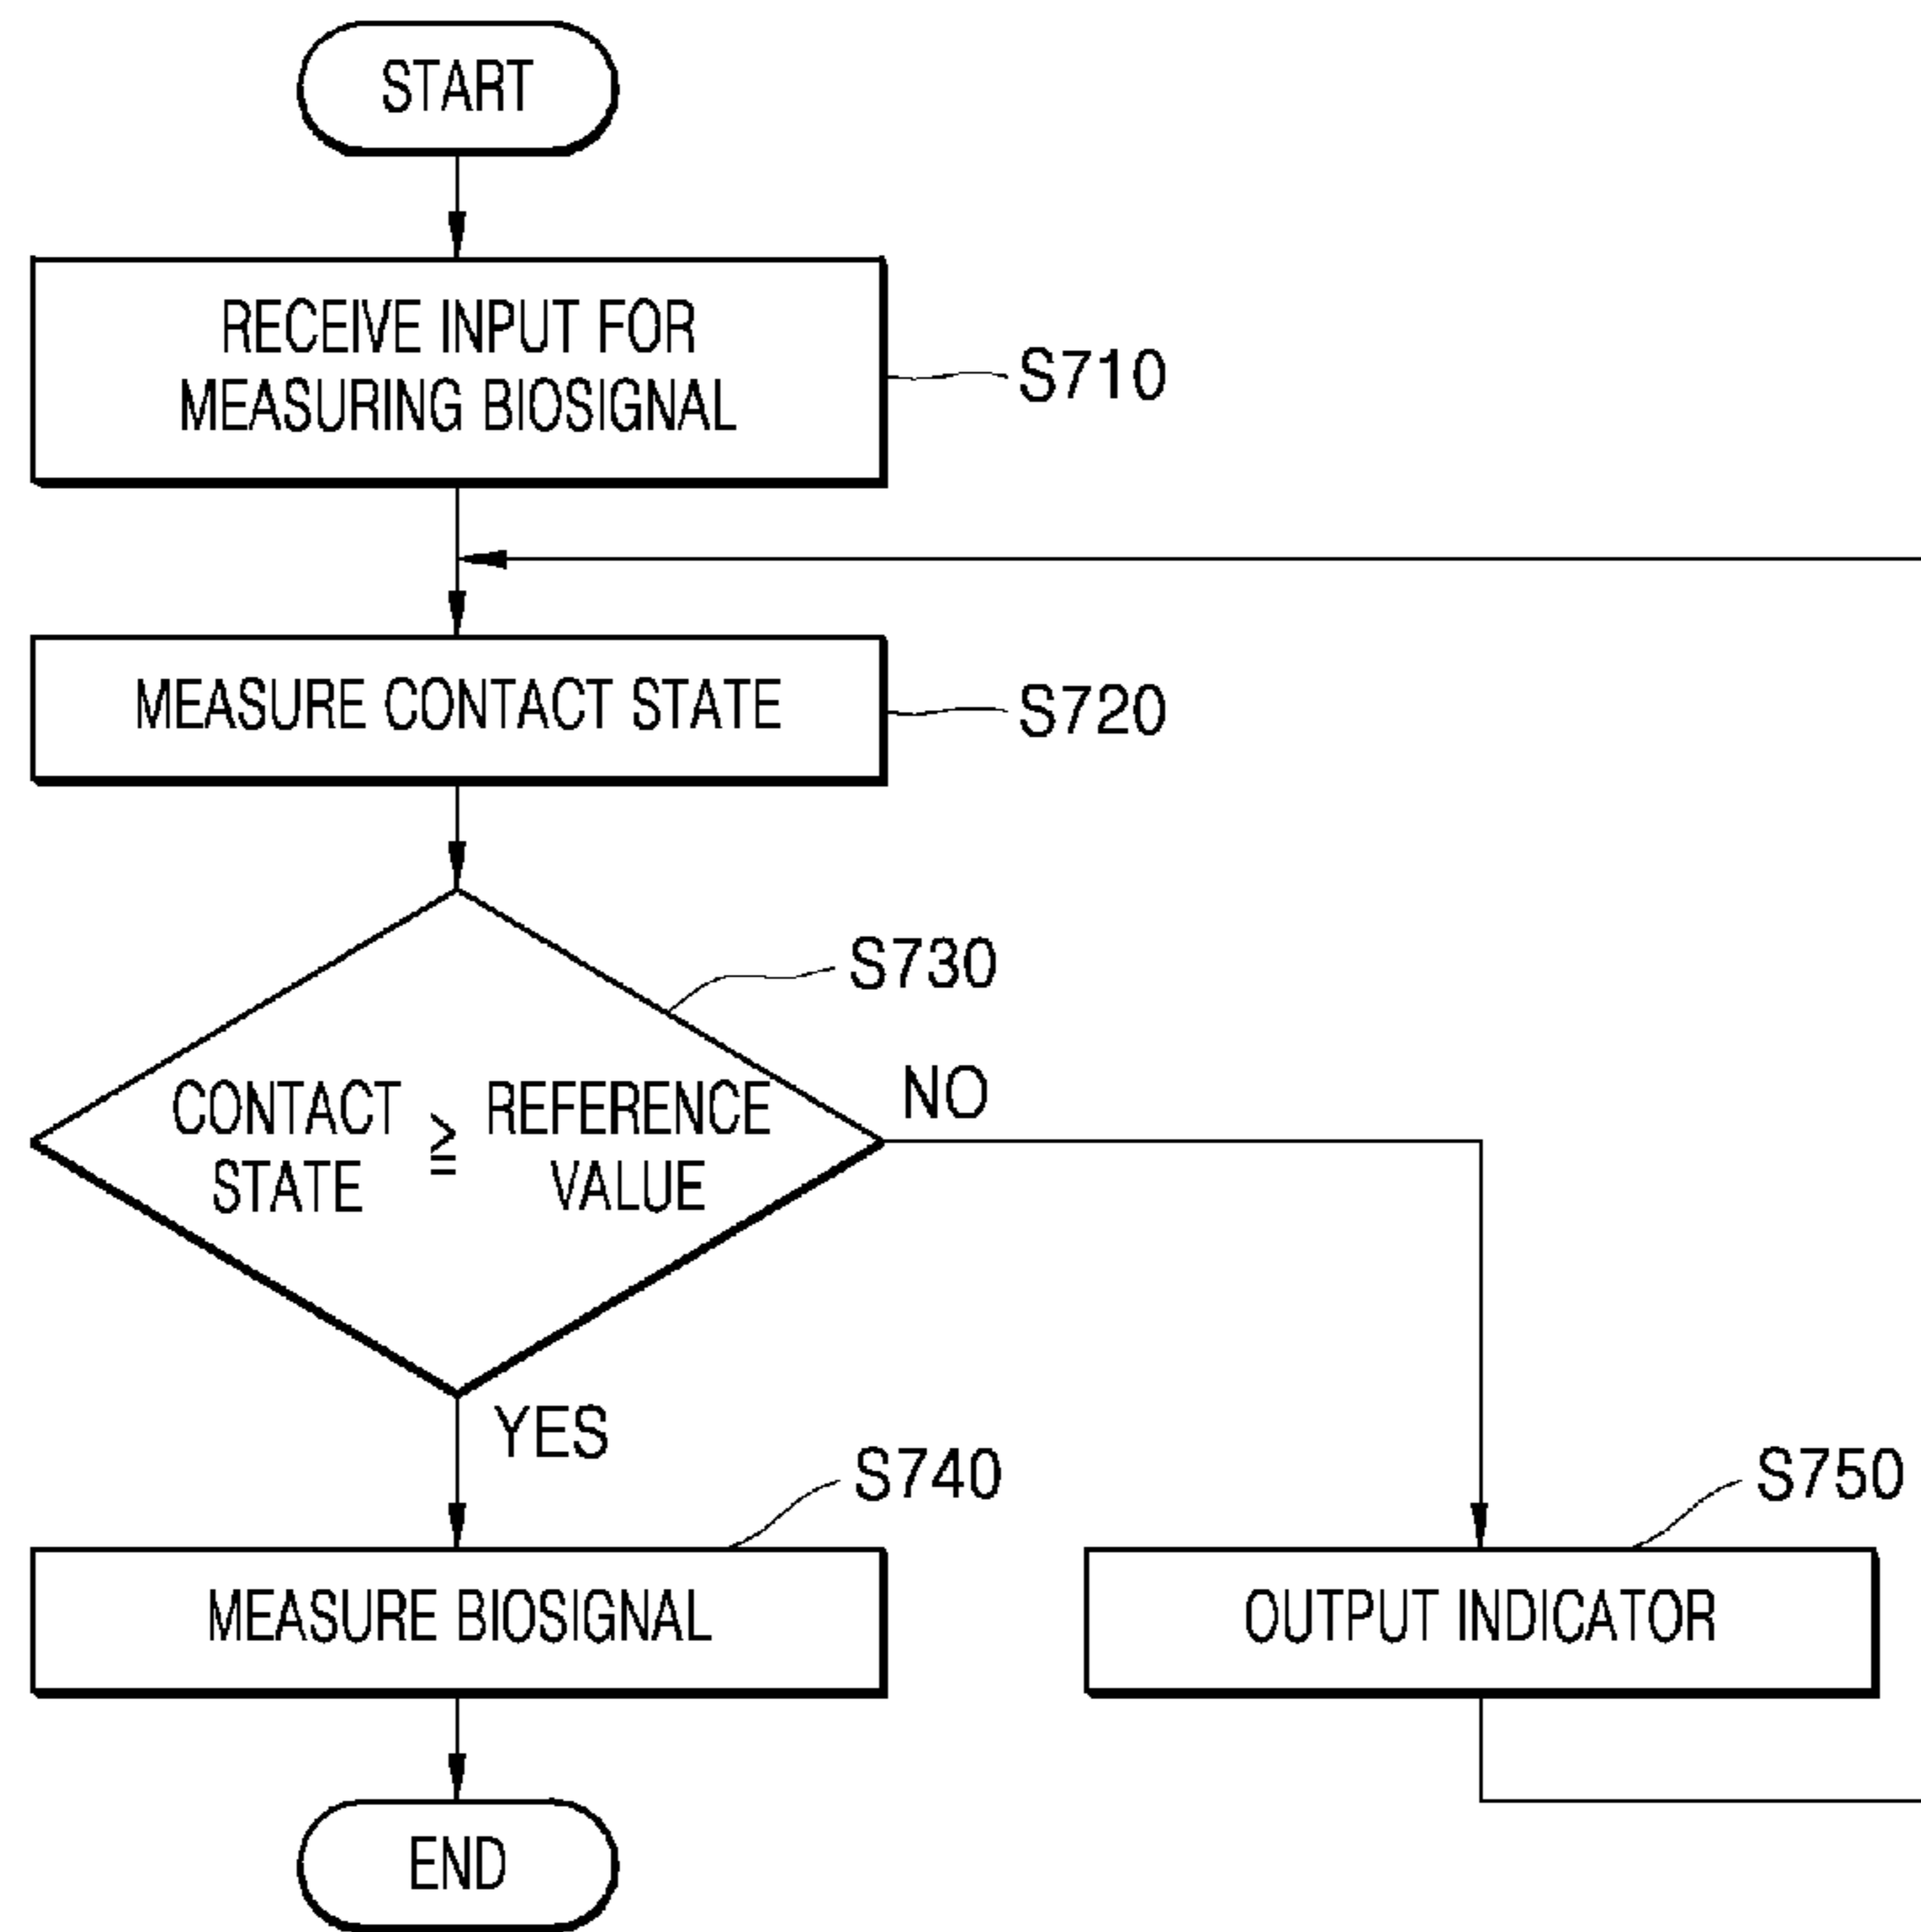 START
RECEIVE INPUT FOR
MEASURING BIOSIGNAL
S710
MEASURE CONTACT STATE
S720
S730
CONTACT STATE ≧ REFERENCE VALUE
NO
YES
S740
S750
MEASURE BIOSIGNAL
OUTPUT INDICATOR
END